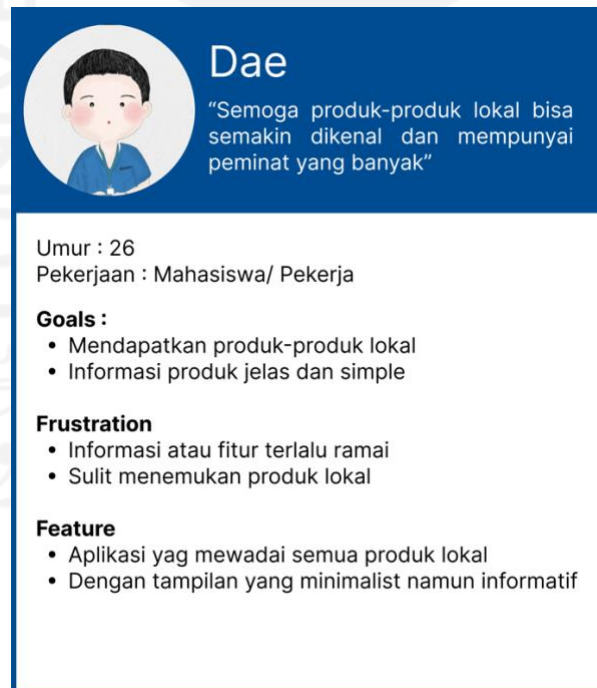 Dae
“Semoga produk-produk lokal bisa
semakin dikenal dan mempunyai
peminat yang banyak”
Umur : 26
Pekerjaan : Mahasiswa/ Pekerja
Goals :
• Mendapatkan produk-produk lokal
• Informasi produk jelas dan simple
Frustration
• Informasi atau fitur terlalu ramai
• Sulit menemukan produk lokal
Feature
• Aplikasi yag mewadai semua produk lokal
• Dengan tampilan yang minimalist namun informatif